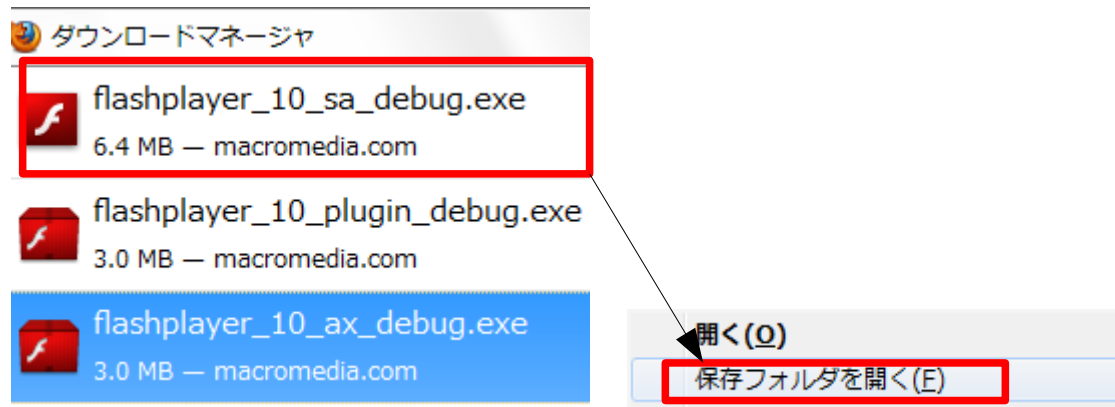 ダウンロードマネージャ
flashplayer_10_sa_debug.exe
6.4 MB — macromedia.com
flashplayer_10_plugin_debug.exe
3.0 MB — macromedia.com
flashplayer_10_ax_debug.exe
3.0 MB — macromedia.com
開く(O)
保存フォルダを開く(F)